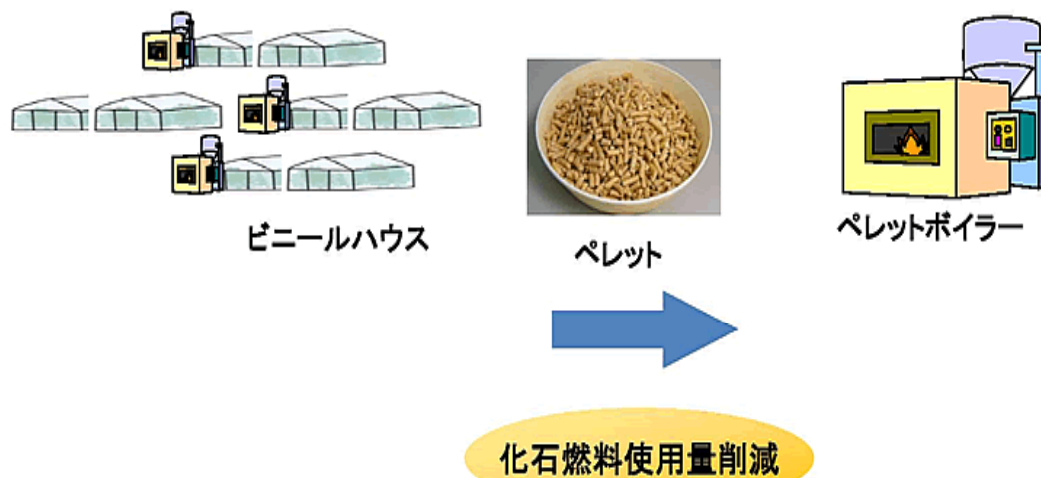 ビニールハウス
ペレット
ペレットボイラー
化石燃料使用量削減